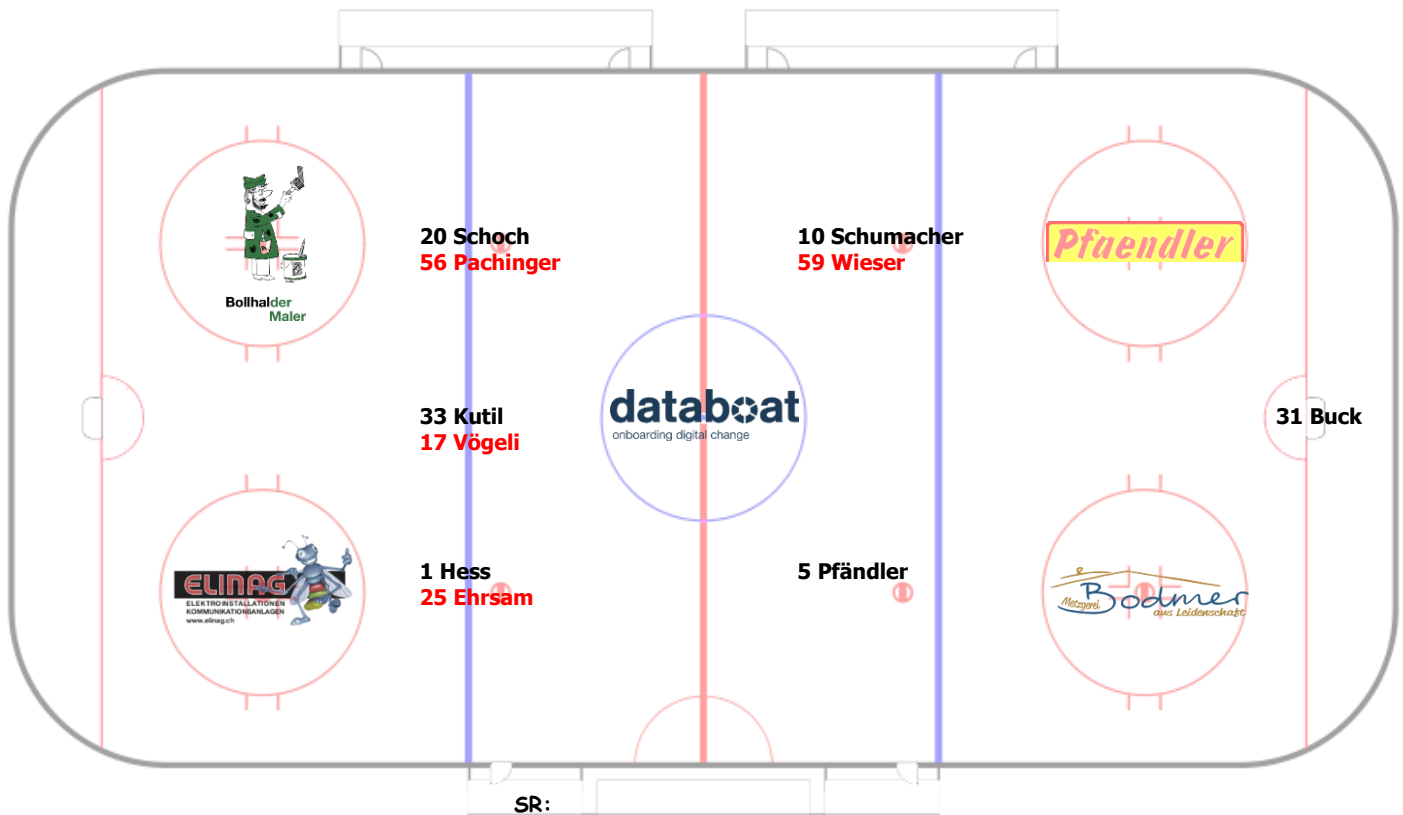 20 Schoch
56 Pachinger
10 Schumacher
59 Wieser
Pfaendler
Bollhalder
Maler
33 Kutil
17 Vögeli
databoat
onboarding digital change
31 Buck
1 Hess
25 Ehrsam
5 Pfändler
ELINAG
ELEKTROINSTALLATIONEN
KOMMUNIKATIONSANLAGEN
www.elinag.ch
Metzgerei Bodmer
aus Leidenschaft
SR: